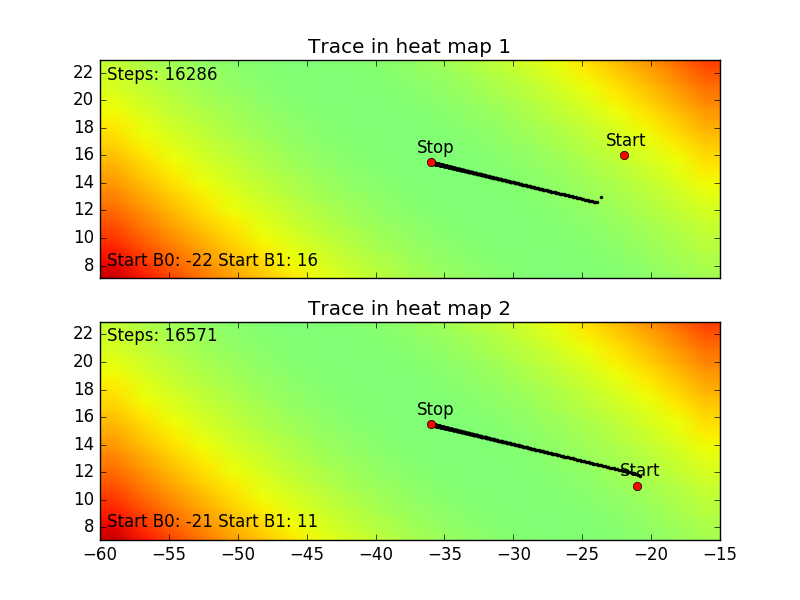 Trace in heat map 1
22
Steps: 16286
20
18
Start
Stop
16
14
12
10
8
Start B0: -22 Start B1: 16
Trace in heat map 2
22
Steps: 16571
20
18
Stop
16
14
12
Start
10
8
Start B0: -21 Start B1: 11
−60 −55 −50 −45 −40 −35 −30 −25 −20 −15